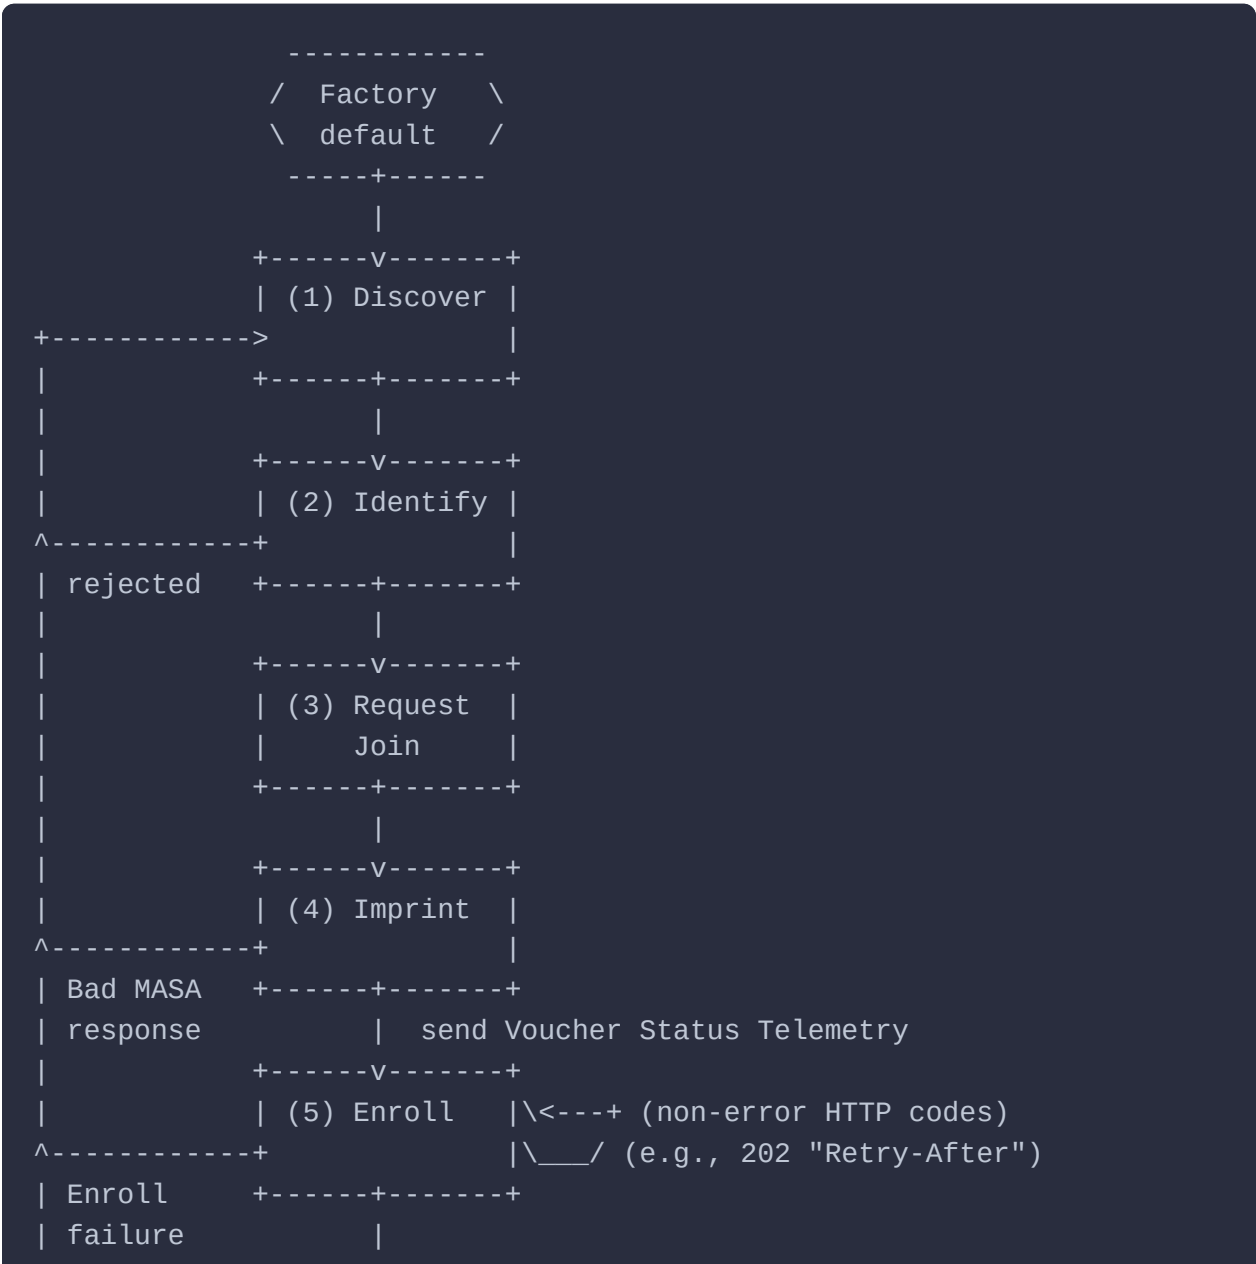 ------------
                /  Factory   \
                \  default   /
                 -----+------
                      |
               +------v-------+
               | (1) Discover |
  +------------>              |
  |            +------+-------+
  |                   |
  |            +------v-------+
  |            | (2) Identify |
  ^------------+              |
  | rejected   +------+-------+
  |                   |
  |            +------v-------+
  |            | (3) Request  |
  |            |     Join     |
  |            +------+-------+
  |                   |
  |            +------v-------+
  |            | (4) Imprint  |
  ^------------+              |
  | Bad MASA   +------+-------+
  | response          |  send Voucher Status Telemetry
  |            +------v-------+
  |            | (5) Enroll   |\<---+ (non-error HTTP codes)
  ^------------+              |\___/ (e.g., 202 "Retry-After")
  | Enroll     +------+-------+
  | failure           |